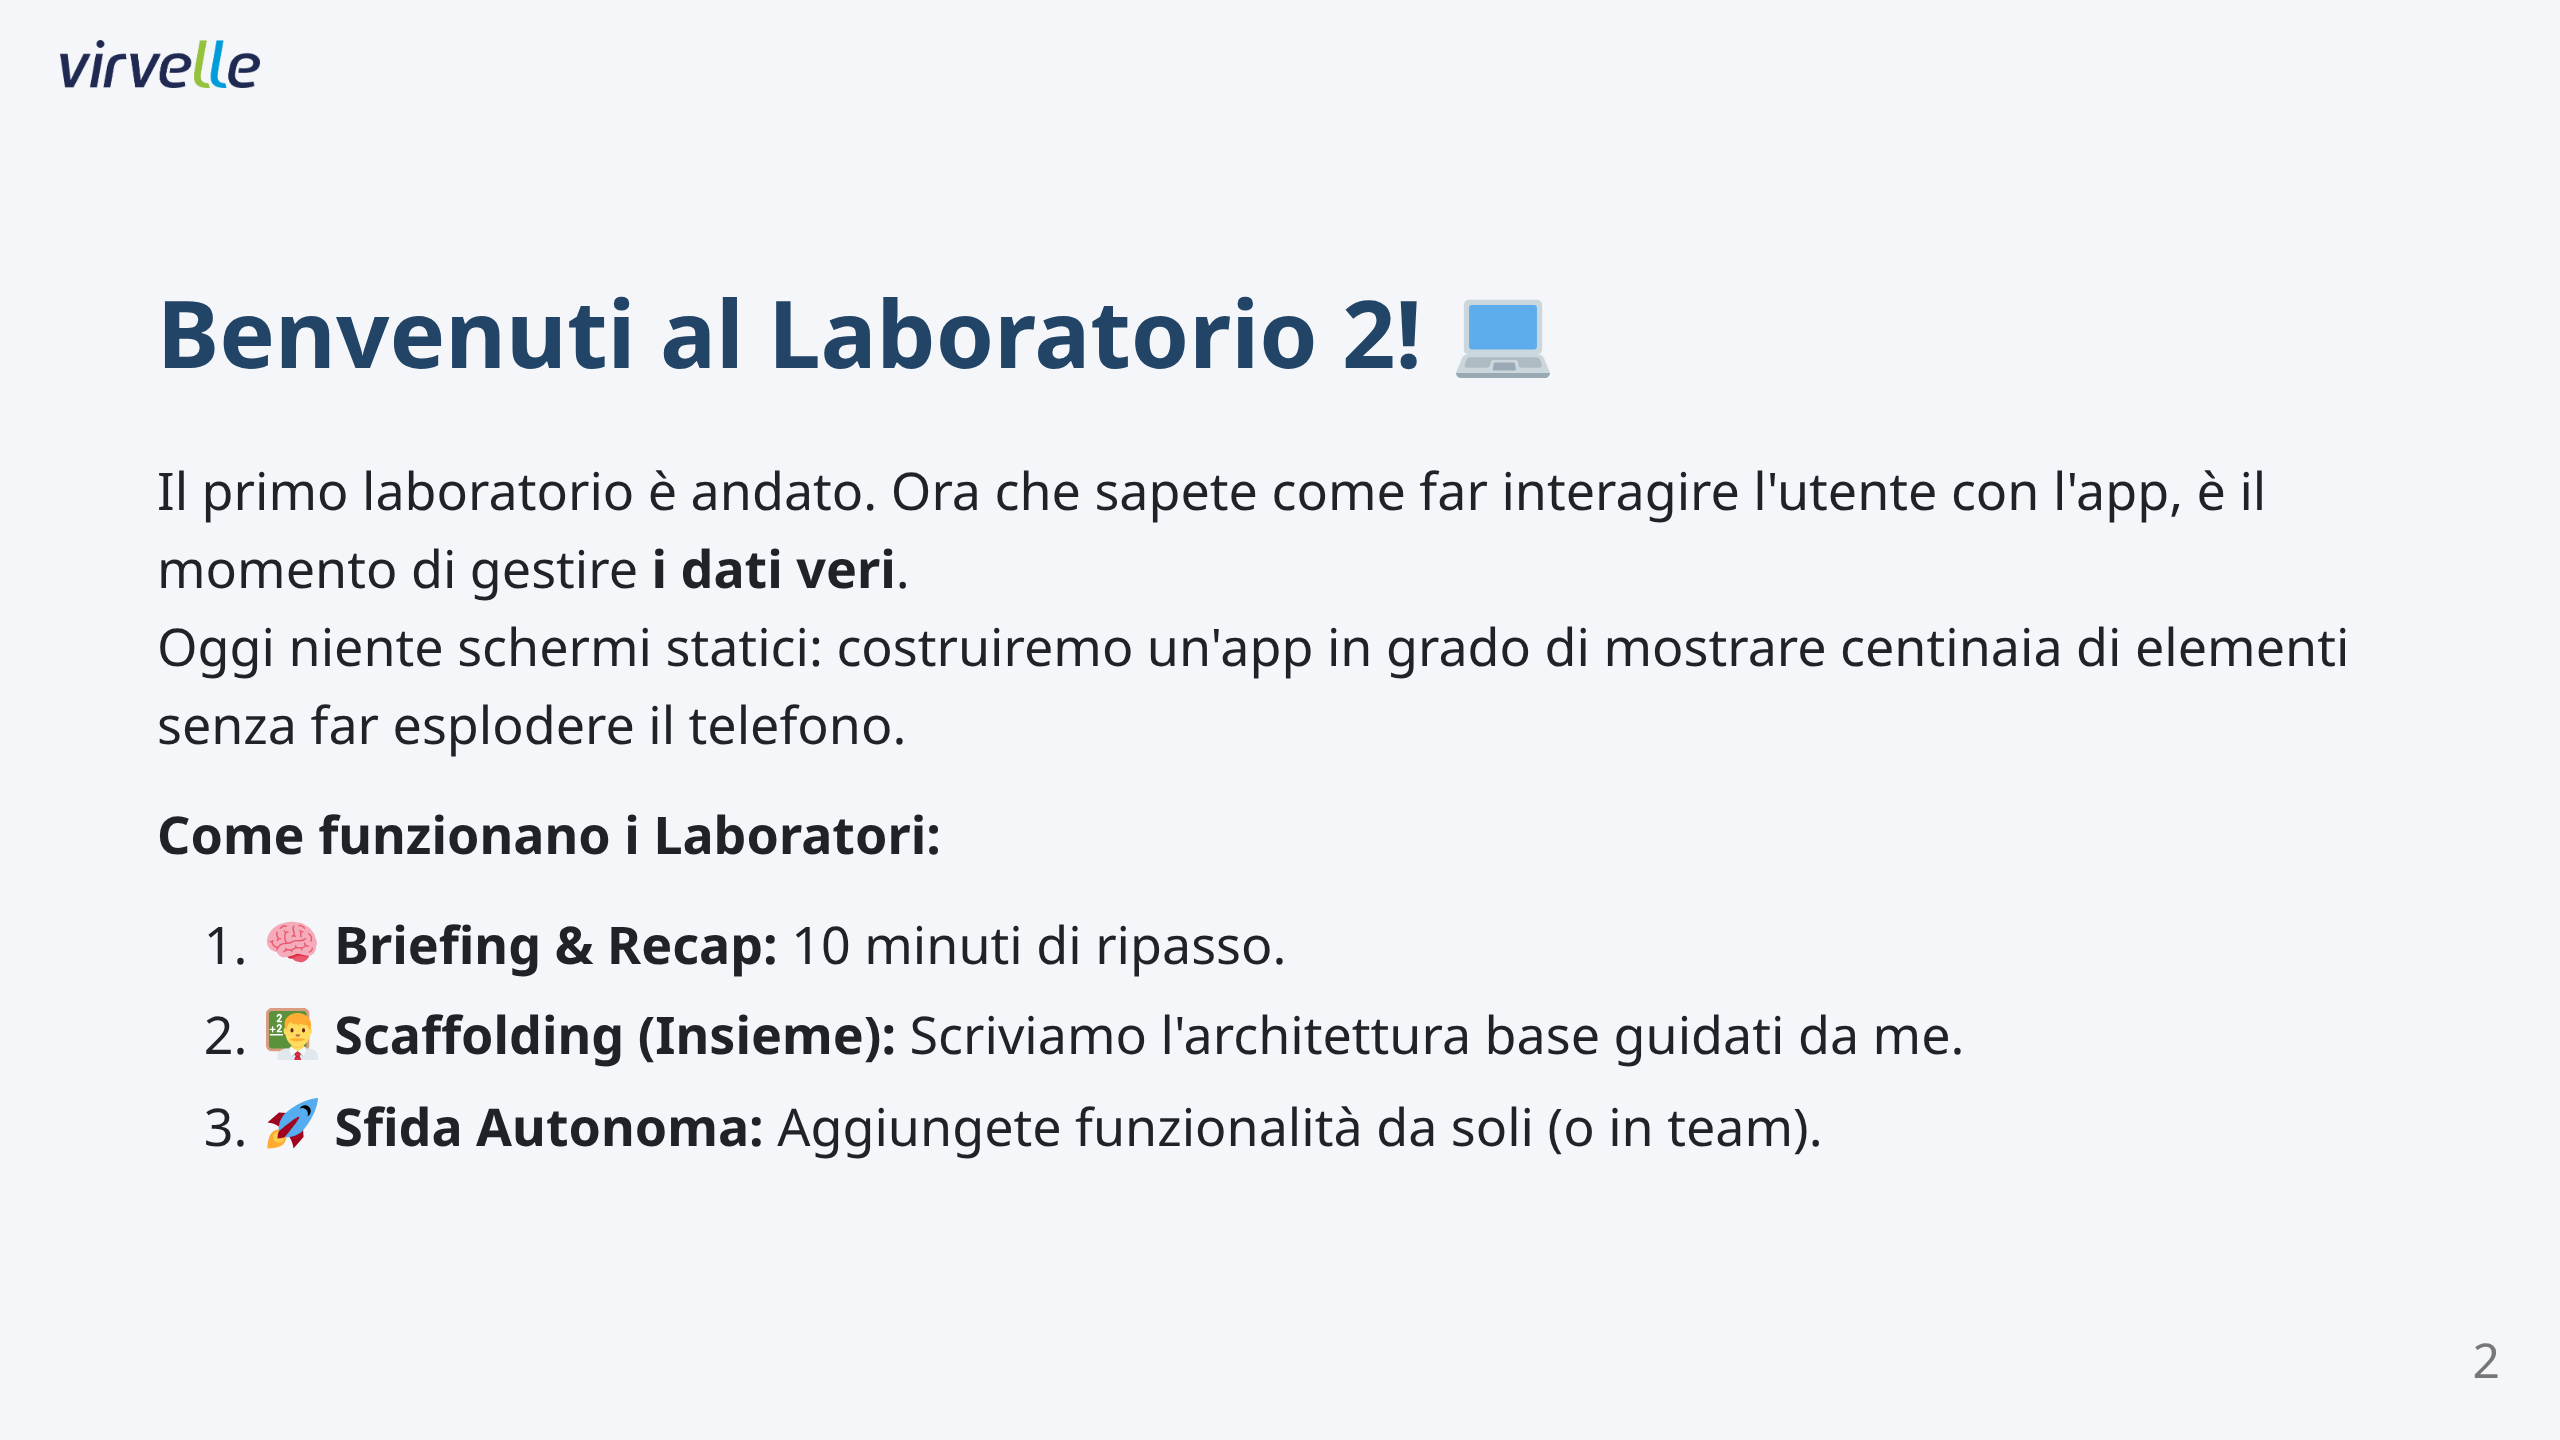 virvelle
Benvenuti al Laboratorio 2! 💻
Il primo laboratorio è andato. Ora che sapete come far interagire l'utente con l'app, è il
momento di gestire i dati veri.
Oggi niente schermi statici: costruiremo un'app in grado di mostrare centinaia di elementi
senza far esplodere il telefono.
Come funzionano i Laboratori:
1. 🧠 Briefing & Recap: 10 minuti di ripasso.
2. 👨‍🏫 Scaffolding (Insieme): Scriviamo l'architettura base guidati da me.
3. 🚀 Sfida Autonoma: Aggiungete funzionalità da soli (o in team).
2